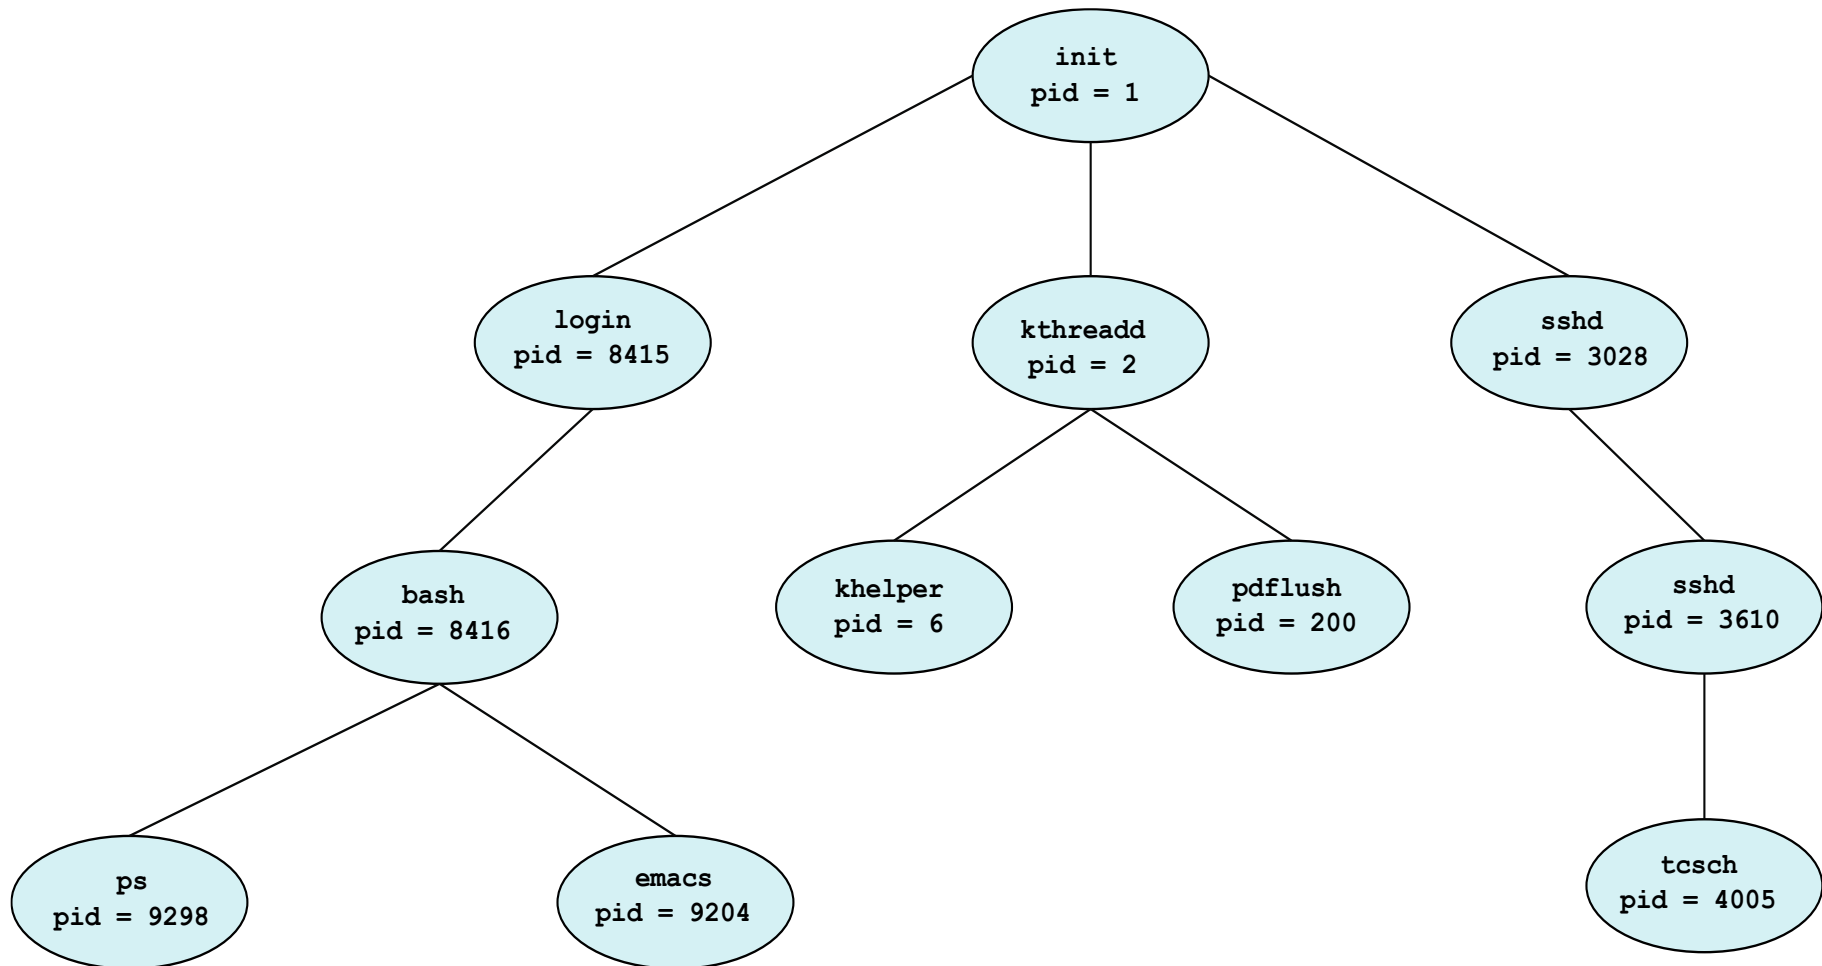 init
pid = 1
login
pid = 8415
kthreadd
pid = 2
sshd
pid = 3028
bash
pid = 8416
khelper
pid = 6
pdflush
pid = 200
sshd
pid = 3610
ps
pid = 9298
emacs
pid = 9204
tcsch
pid = 4005